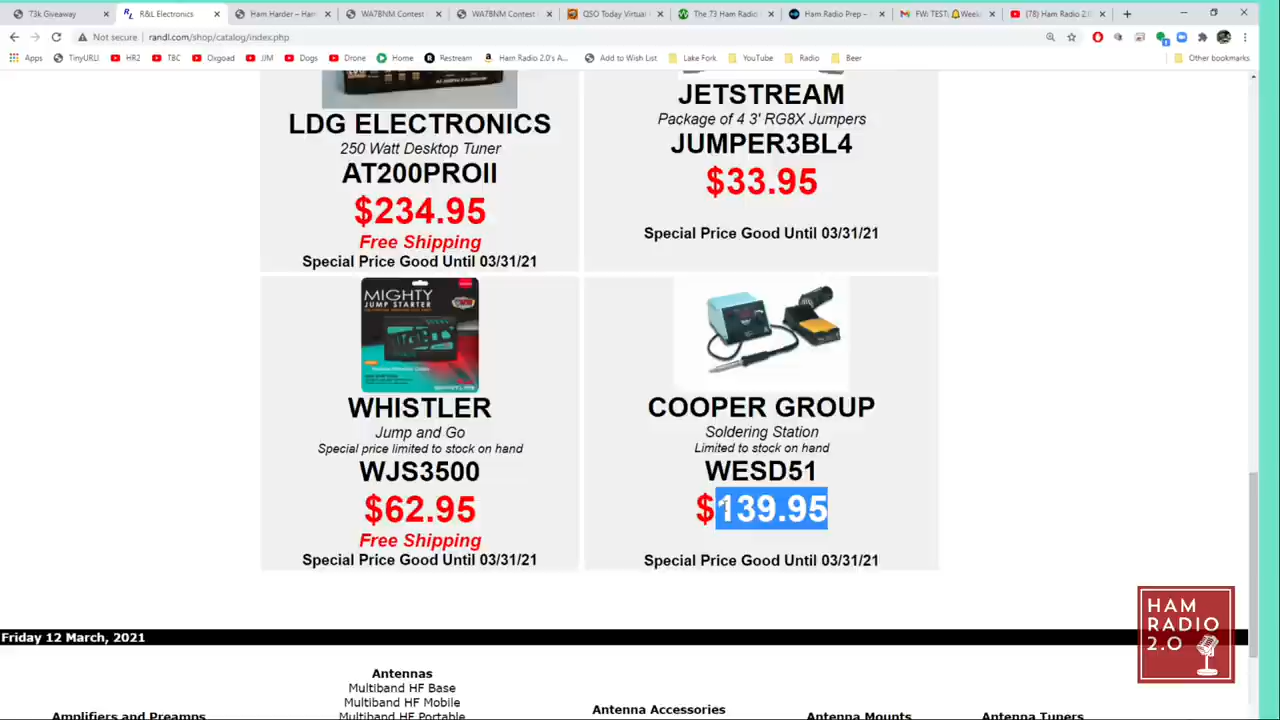 73k Giveaway
R&L Electronics
Ham Harder – Ham
WA7BNM Contest
WA7BNM Contest
QSO Today Virtual
The 73 Ham Radio
Ham Radio Prep –
FW: TEST: Week
(78) Ham Radio 2.0
Not secure | randl.com/shop/catalog/index.php
Apps TinyURL HR2 TBC Oxgoad JJM Dogs Drone Home Restream Ham Radio 2.0's A... Add to Wish List Lake Fork YouTube Radio Beer Other bookmarks
LDG ELECTRONICS
250 Watt Desktop Tuner
AT200PROII
$234.95
Free Shipping
Special Price Good Until 03/31/21
JETSTREAM
Package of 4 3' RG8X Jumpers
JUMPER3BL4
$33.95
Special Price Good Until 03/31/21
MIGHTY
JUMP STARTER
WHISTLER
Jump and Go
Special price limited to stock on hand
WJS3500
$62.95
Free Shipping
Special Price Good Until 03/31/21
COOPER GROUP
Soldering Station
Limited to stock on hand
WESD51
$139.95
Special Price Good Until 03/31/21
HAM
RADIO
2.0
Friday 12 March, 2021
Amplifiers and Preamps
Antennas
Multiband HF Base
Multiband HF Mobile
Multiband HF Portable
Antenna Accessories
Antenna Mounts
Antenna Tuners